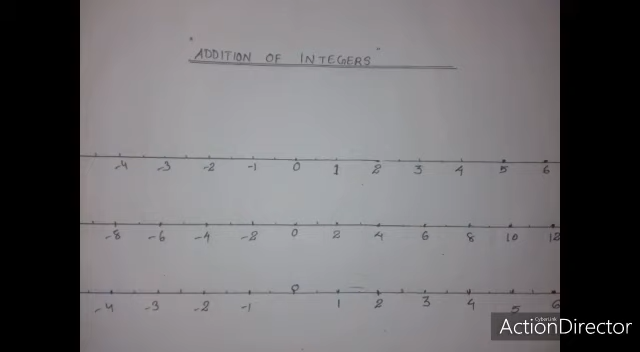 "ADDITION OF INTEGERS"
-4 -3 -2 -1 0 1 2 3 4 5 6
-8 -6 -4 -2 0 2 4 6 8 10 12
0
-4 -3 -2 -1 1 2 3 4 5 6
CyberLink
ActionDirector